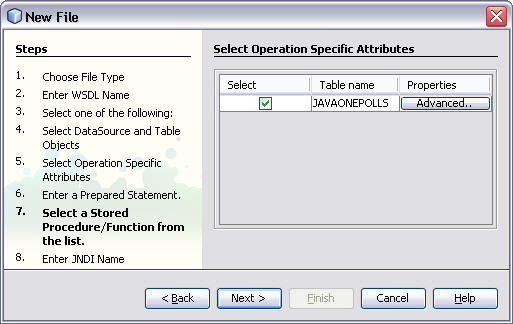 New File
Steps
1. Choose File Type
2. Enter WSDL Name
3. Select one of the following:
4. Select DataSource and Table
Objects
5. Select Operation Specific
Attributes
6. Enter a Prepared Statement.
7. Select a Stored
Procedure/Function from
the list.
8. Enter JNDI Name
Select Operation Specific Attributes
Select Table name Properties
JAVAONEPOLLS Advanced..
< Back Next > Finish Cancel Help